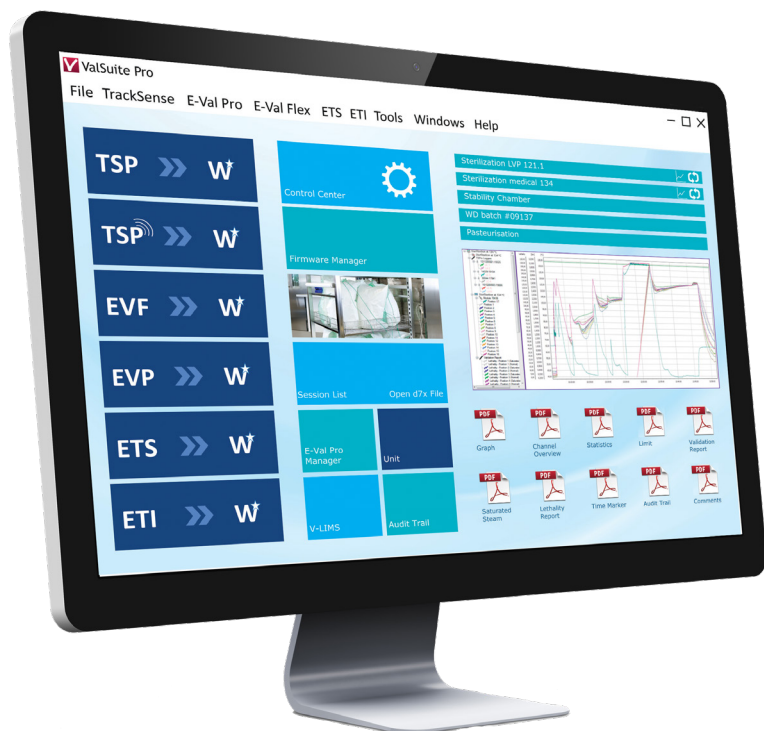 ValSuite Pro
File TrackSense E-Val Pro E-Val Flex ETS ETI Tools Windows Help
TSP W
TSP W
EVF W
EVP W
ETS W
ETI W
Control Center
Firmware Manager
Session List Open d7x File
E-Val Pro
Manager
Unit
V-LIMS
Audit Trail
Sterilization LVP 121.1
Sterilization medical 134
Stability Chamber
WD batch #09137
Pasteurisation
PDF PDF PDF PDF PDF
Graph
Channel
Overview
Statistics
Limit
Validation
Report
PDF PDF PDF PDF PDF
Saturated
Steam
Lethality
Report
Time Marker
Audit Trail
Comments